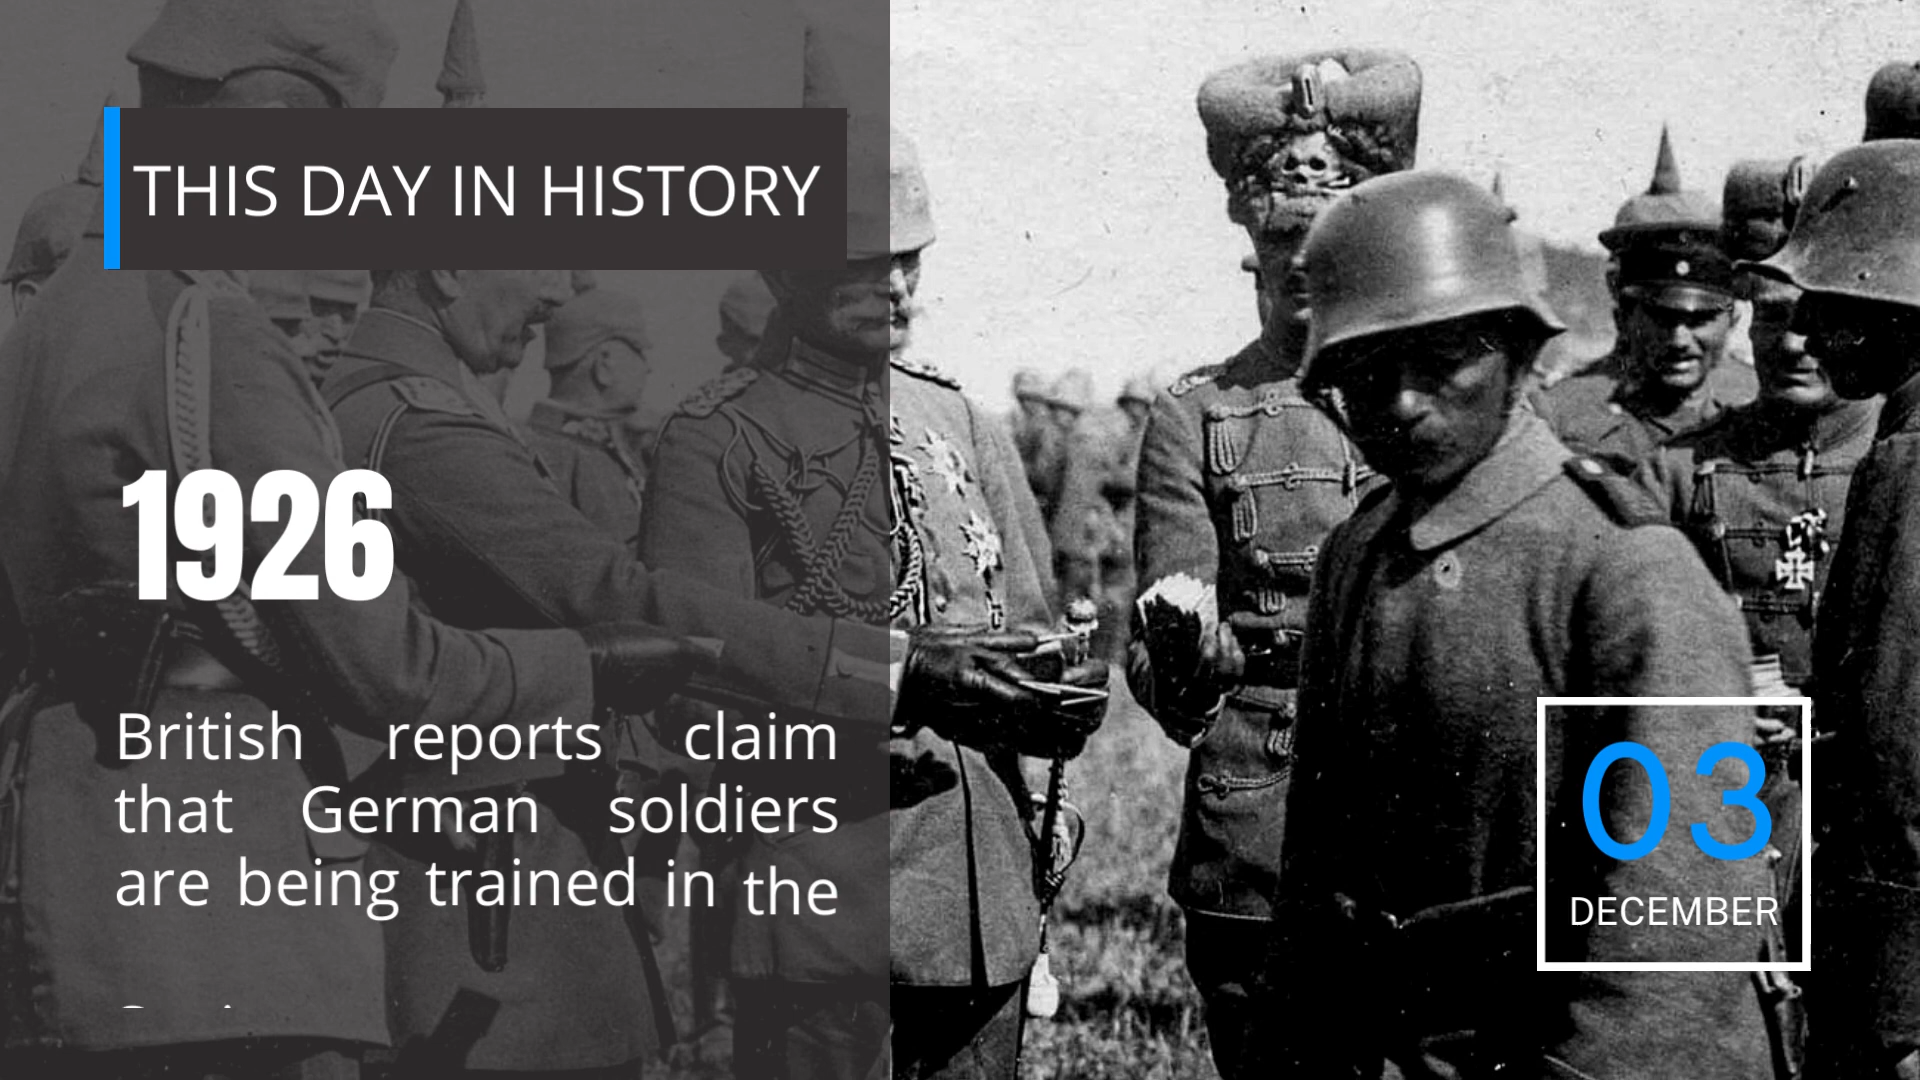 THIS DAY IN HISTORY
1926
British reports claim
that German soldiers
are being trained in the
03
DECEMBER